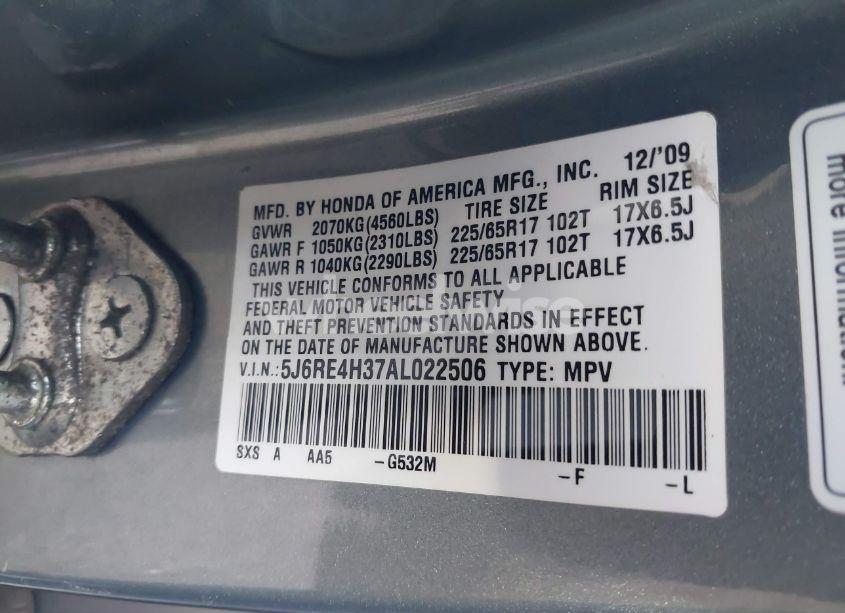 MFD. BY HONDA OF AMERICA MFG., INC. 12/'09
GVWR 2070KG(4560LBS) TIRE SIZE RIM SIZE
GAWR F 1050KG(2310LBS) 225/65R17 102T 17X6.5J
GAWR R 1040KG(2290LBS) 225/65R17 102T 17X6.5J
THIS VEHICLE CONFORMS TO ALL APPLICABLE
FEDERAL MOTOR VEHICLE SAFETY
AND THEFT PREVENTION STANDARDS IN EFFECT
ON THE DATE OF MANUFACTURE SHOWN ABOVE.
V.I.N.: 5J6RE4H37AL022506 TYPE: MPV
SXS A AA5 -G532M -F -L
more information